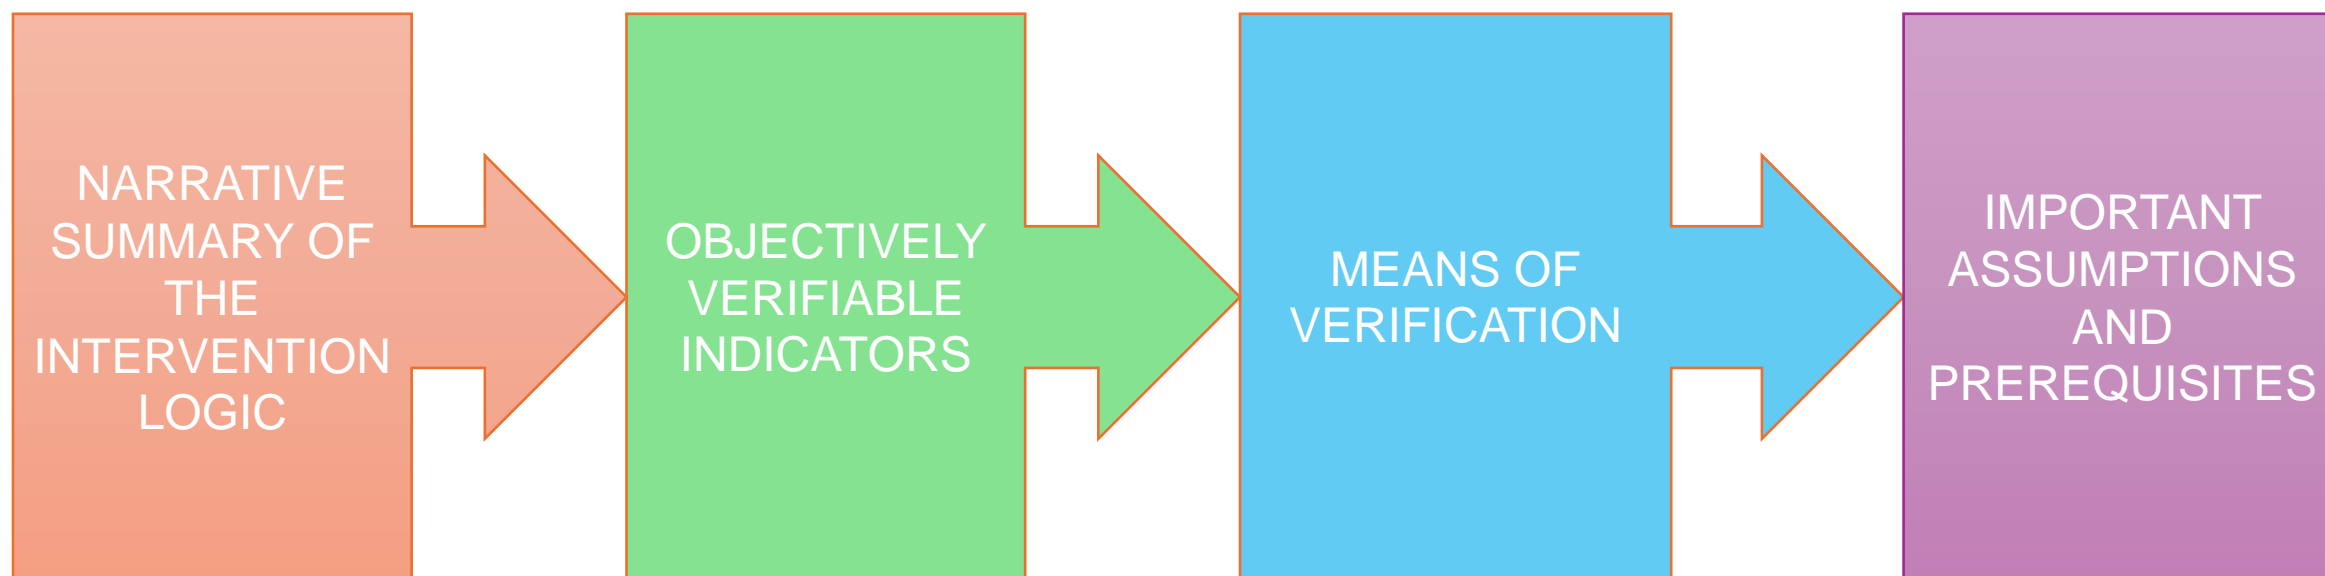 NARRATIVE
SUMMARY OF
THE
INTERVENTION
LOGIC
OBJECTIVELY
VERIFIABLE
INDICATORS
MEANS OF
VERIFICATION
IMPORTANT
ASSUMPTIONS
AND
PREREQUISITES